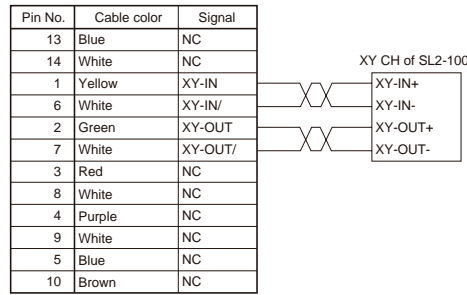 Pin No. Cable color Signal
13 Blue NC
14 White NC
XY CH of SL2-100
1 Yellow XY-IN XY-IN+
6 White XY-IN/ XY-IN-
2 Green XY-OUT XY-OUT+
7 White XY-OUT/ XY-OUT-
3 Red NC
8 White NC
4 Purple NC
9 White NC
5 Blue NC
10 Brown NC